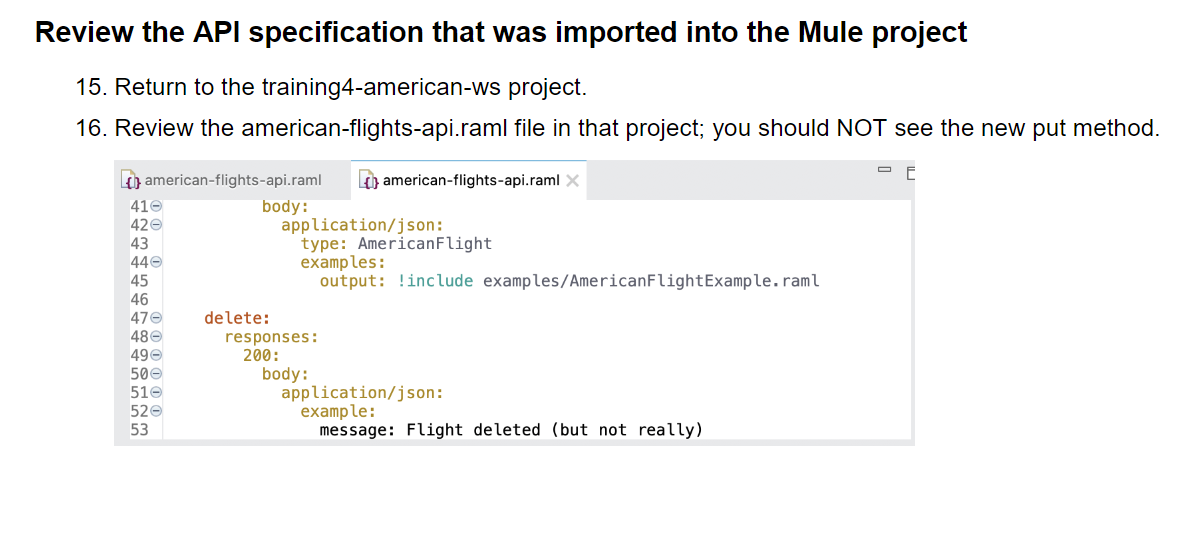 Review the API specification that was imported into the Mule project
15. Return to the training4-american-ws project.
16. Review the american-flights-api.raml file in that project; you should NOT see the new put method.
american-flights-api.raml american-flights-api.raml
41 body:
42 application/json:
43 type: AmericanFlight
44 examples:
45 output: !include examples/AmericanFlightExample.raml
46
47 delete:
48 responses:
49 200:
50 body:
51 application/json:
52 example:
53 message: Flight deleted (but not really)